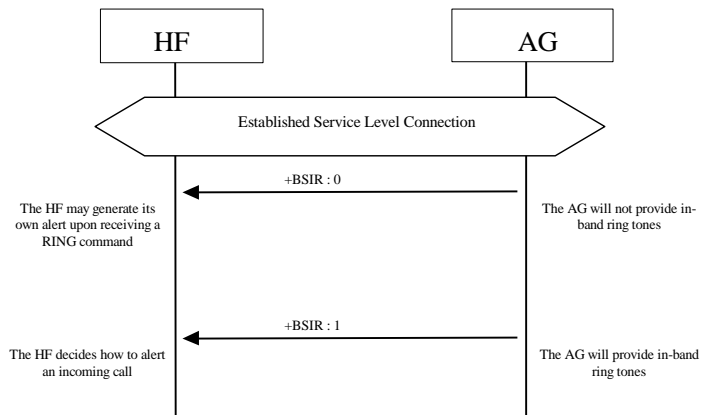 HF
AG
Established Service Level Connection
+BSIR : 0
The HF may generate its
own alert upon receiving a
RING command
The AG will not provide in-
band ring tones
+BSIR : 1
The HF decides how to alert
an incoming call
The AG will provide in-band
ring tones